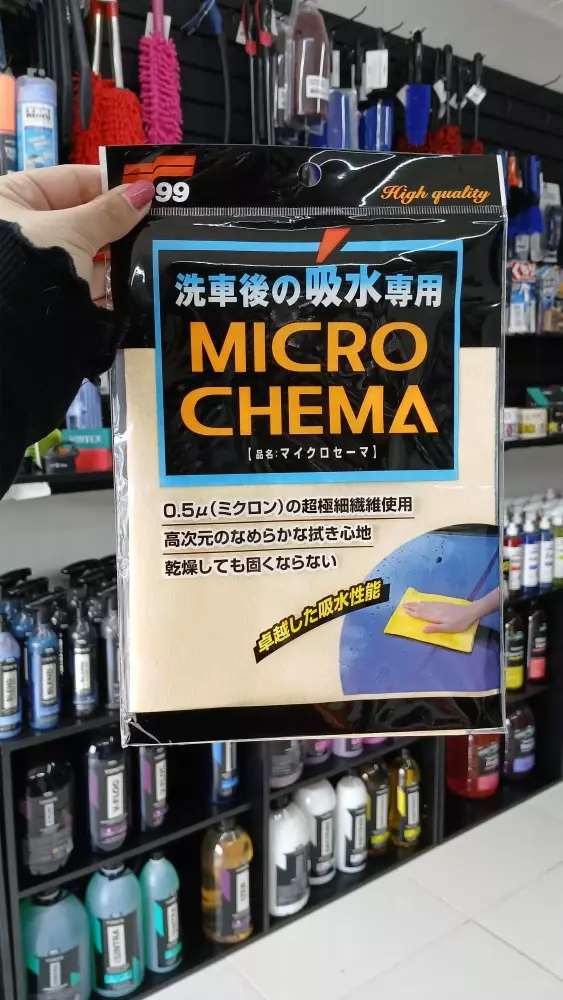 99
High quality
洗車後の吸水専用
MICRO
CHEMA
【品名:マイクロセーマ】
0.5μ(ミクロン)の超極細繊維使用
高次元のなめらかな拭き心地
乾燥しても固くならない
卓越した吸水性能
BLEND
V-FLOC
SINTRA